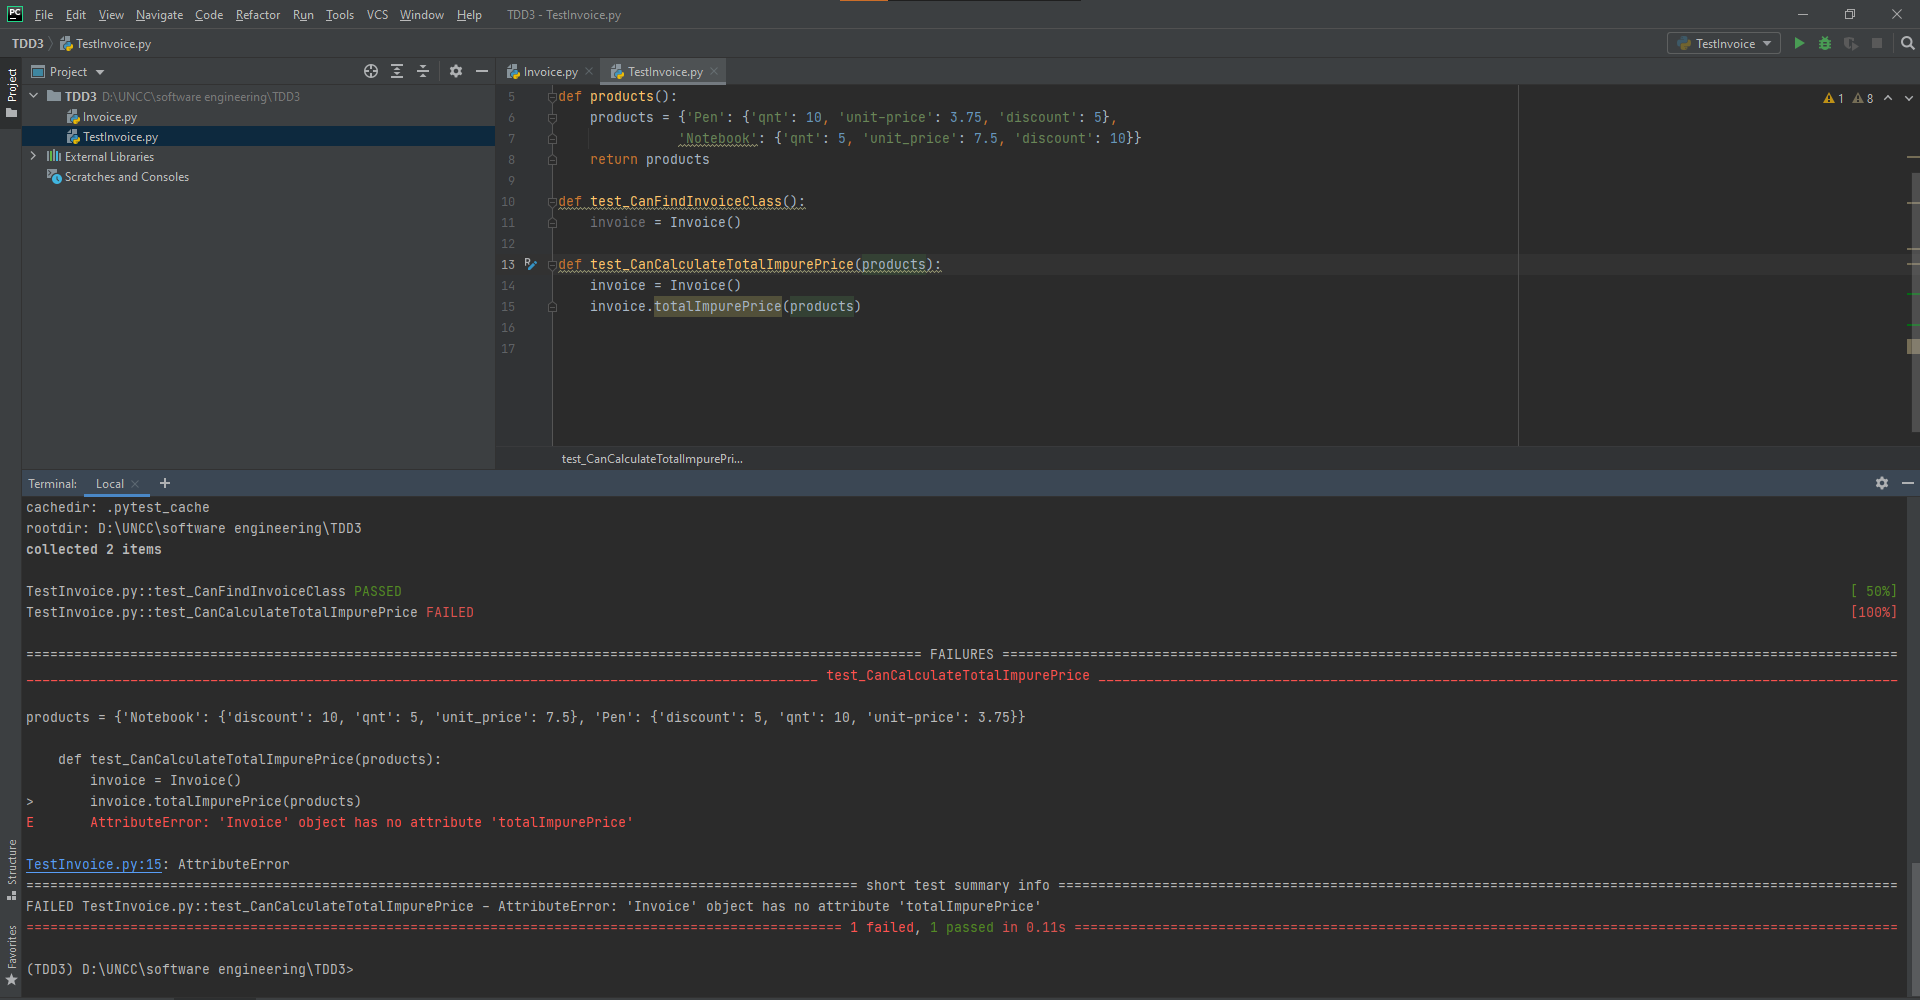 PC File Edit View Navigate Code Refactor Run Tools VCS Window Help TDD3 - TestInvoice.py
TDD3 TestInvoice.py TestInvoice
Project
Project
TDD3 D:\UNCC\software engineering\TDD3
Invoice.py
TestInvoice.py
External Libraries
Scratches and Consoles
Invoice.py TestInvoice.py
1 8
5 def products():
6 products = {'Pen': {'qnt': 10, 'unit-price': 3.75, 'discount': 5},
7 'Notebook': {'qnt': 5, 'unit_price': 7.5, 'discount': 10}}
8 return products
9
10 def test_CanFindInvoiceClass():
11 invoice = Invoice()
12
13 def test_CanCalculateTotalImpurePrice(products):
14 invoice = Invoice()
15 invoice.totalImpurePrice(products)
16
17
test_CanCalculateTotalImpurePri...
Terminal: Local +
cachedir: .pytest_cache
rootdir: D:\UNCC\software engineering\TDD3
collected 2 items
TestInvoice.py::test_CanFindInvoiceClass PASSED [ 50%]
TestInvoice.py::test_CanCalculateTotalImpurePrice FAILED [100%]
FAILURES
test_CanCalculateTotalImpurePrice
products = {'Notebook': {'discount': 10, 'qnt': 5, 'unit_price': 7.5}, 'Pen': {'discount': 5, 'qnt': 10, 'unit-price': 3.75}}
def test_CanCalculateTotalImpurePrice(products):
invoice = Invoice()
> invoice.totalImpurePrice(products)
E AttributeError: 'Invoice' object has no attribute 'totalImpurePrice'
TestInvoice.py:15: AttributeError
short test summary info
FAILED TestInvoice.py::test_CanCalculateTotalImpurePrice - AttributeError: 'Invoice' object has no attribute 'totalImpurePrice'
1 failed, 1 passed in 0.11s
(TDD3) D:\UNCC\software engineering\TDD3>
Structure
Favorites